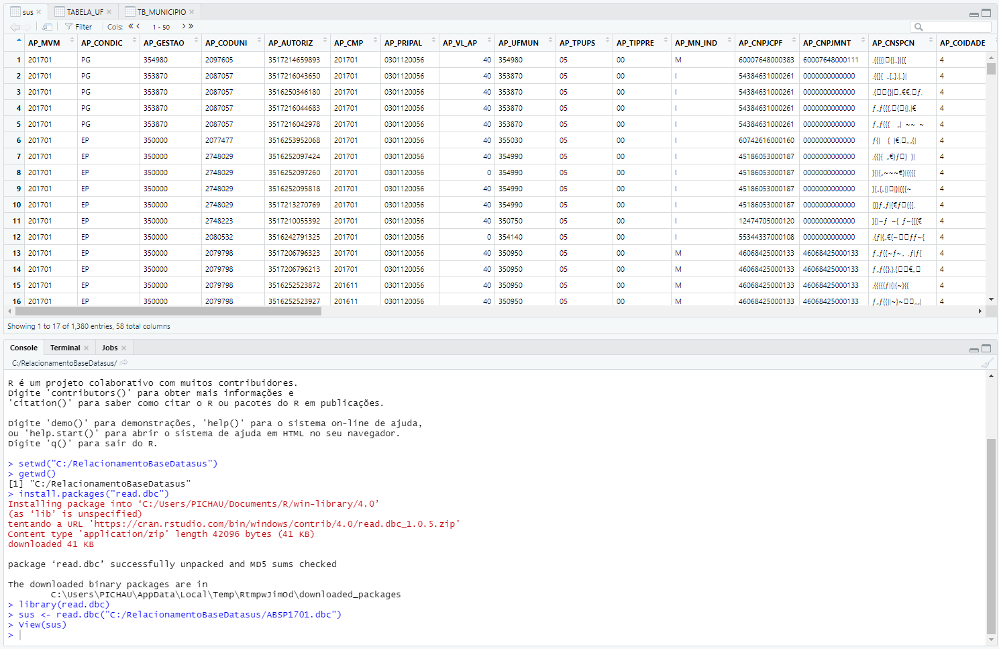 sus TABELA_UF TB_MUNICIPIO
Filter Cols: 1 - 50
AP_MVM AP_CONDIC AP_GESTAO AP_CODUNI AP_AUTORIZ AP_CMP AP_PRIPAL AP_VL_AP AP_UFMUN AP_TPUPS AP_TIPPRE AP_MN_IND AP_CNPJCPF AP_CNPJMNT AP_CNSPCN AP_COIDADE
1 201701 PG 354980 2097605 3517214659893 201701 0301120056 40 354980 05 00 M 60007648000383 60007648000111 4
2 201701 PG 353870 2087057 3517216043650 201701 0301120056 40 353870 05 00 I 54384631000261 0000000000000 4
3 201701 PG 353870 2087057 3516250346180 201701 0301120056 40 353870 05 00 I 54384631000261 0000000000000 4
4 201701 PG 353870 2087057 3517216044683 201701 0301120056 40 353870 05 00 I 54384631000261 0000000000000 4
5 201701 PG 353870 2087057 3517216042978 201701 0301120056 40 353870 05 00 I 54384631000261 0000000000000 4
6 201701 EP 350000 2077477 3516253952068 201701 0301120056 40 355030 05 00 I 60742616000160 0000000000000 4
7 201701 EP 350000 2748029 3516252097424 201701 0301120056 40 354990 05 00 I 45186053000187 0000000000000 4
8 201701 EP 350000 2748029 3516252097260 201701 0301120056 0 354990 05 00 I 45186053000187 0000000000000 4
9 201701 EP 350000 2748029 3516252095818 201701 0301120056 40 354990 05 00 I 45186053000187 0000000000000 4
10 201701 EP 350000 2748029 3517213270769 201701 0301120056 40 354990 05 00 I 45186053000187 0000000000000 4
11 201701 EP 350000 2748223 3517210055392 201701 0301120056 40 350750 05 00 I 12474705000120 0000000000000 4
12 201701 EP 350000 2080532 3516242791325 201701 0301120056 0 354140 05 00 I 55344337000108 0000000000000 4
13 201701 EP 350000 2079798 3517206796323 201701 0301120056 40 350950 05 00 M 46068425000133 46068425000133 4
14 201701 EP 350000 2079798 3517206796213 201701 0301120056 40 350950 05 00 M 46068425000133 46068425000133 4
15 201701 EP 350000 2079798 3516252523872 201611 0301120056 40 350950 05 00 M 46068425000133 46068425000133 4
16 201701 EP 350000 2079798 3516252523927 201611 0301120056 40 350950 05 00 M 46068425000133 46068425000133 4
Showing 1 to 17 of 1,380 entries, 58 total columns
Console Terminal Jobs
C:/RelacionamentoBaseDatasus/
R é um projeto colaborativo com muitos contribuidores.
Digite 'contributors()' para obter mais informações e
'citation()' para saber como citar o R ou pacotes do R em publicações.
Digite 'demo()' para demonstrações, 'help()' para o sistema on-line de ajuda,
ou 'help.start()' para abrir o sistema de ajuda em HTML no seu navegador.
Digite 'q()' para sair do R.
> setwd("C:/RelacionamentoBaseDatasus")
> getwd()
[1] "C:/RelacionamentoBaseDatasus"
> install.packages("read.dbc")
Installing package into ‘C:/Users/PICHAU/Documents/R/win-library/4.0’
(as ‘lib’ is unspecified)
tentando a URL 'https://cran.rstudio.com/bin/windows/contrib/4.0/read.dbc_1.0.5.zip'
Content type 'application/zip' length 42096 bytes (41 KB)
downloaded 41 KB
package ‘read.dbc’ successfully unpacked and MD5 sums checked
The downloaded binary packages are in
C:\Users\PICHAU\AppData\Local\Temp\RtmpwJimOd\downloaded_packages
> library(read.dbc)
> sus <- read.dbc("C:/RelacionamentoBaseDatasus/ABSP1701.dbc")
> View(sus)
>